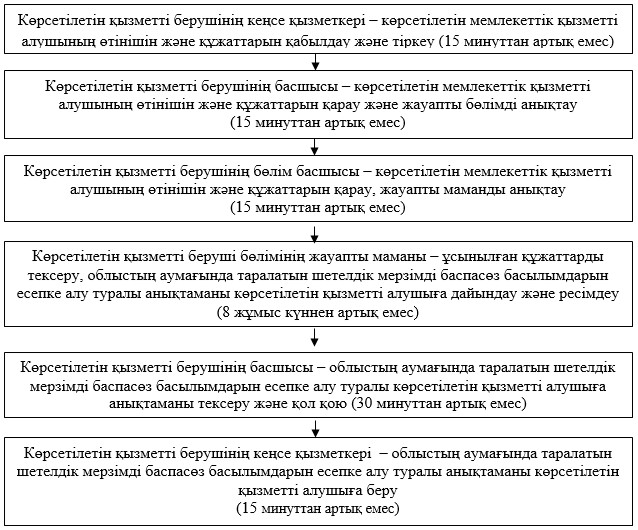 Көрсетілетін қызметті берушінің кеңсе қызметкері – көрсетілетін мемлекеттік қызметті
алушының өтінішін және құжаттарын қабылдау және тіркеу (15 минуттан артық емес)
Көрсетілетін қызметті берушінің басшысы – көрсетілетін мемлекеттік қызметті
алушының өтінішін және құжаттарын қарау және жауапты бөлімді анықтау
(15 минуттан артық емес)
Көрсетілетін қызметті берушінің бөлім басшысы – көрсетілетін мемлекеттік қызметті
алушының өтінішін және құжаттарын қарау, жауапты маманды анықтау
(15 минуттан артық емес)
Көрсетілетін қызметті беруші бөлімінің жауапты маманы – ұсынылған құжаттарды
тексеру, облыстың аумағында таралатын шетелдік мерзімді баспасөз басылымдарын
есепке алу туралы анықтаманы көрсетілетін қызметті алушыға дайындау және ресімдеу
(8 жұмыс күннен артық емес)
Көрсетілетін қызметті берушінің басшысы – облыстың аумағында таралатын шетелдік
мерзімді баспасөз басылымдарын есепке алу туралы көрсетілетін қызметті алушыға
анықтаманы тексеру және қол қою (30 минуттан артық емес)
Көрсетілетін қызметті берушінің кеңсе қызметкері – облыстың аумағында таралатын
шетелдік мерзімді баспасөз басылымдарын есепке алу туралы анықтаманы көрсетілетін
қызметті алушыға беру
(15 минуттан артық емес)